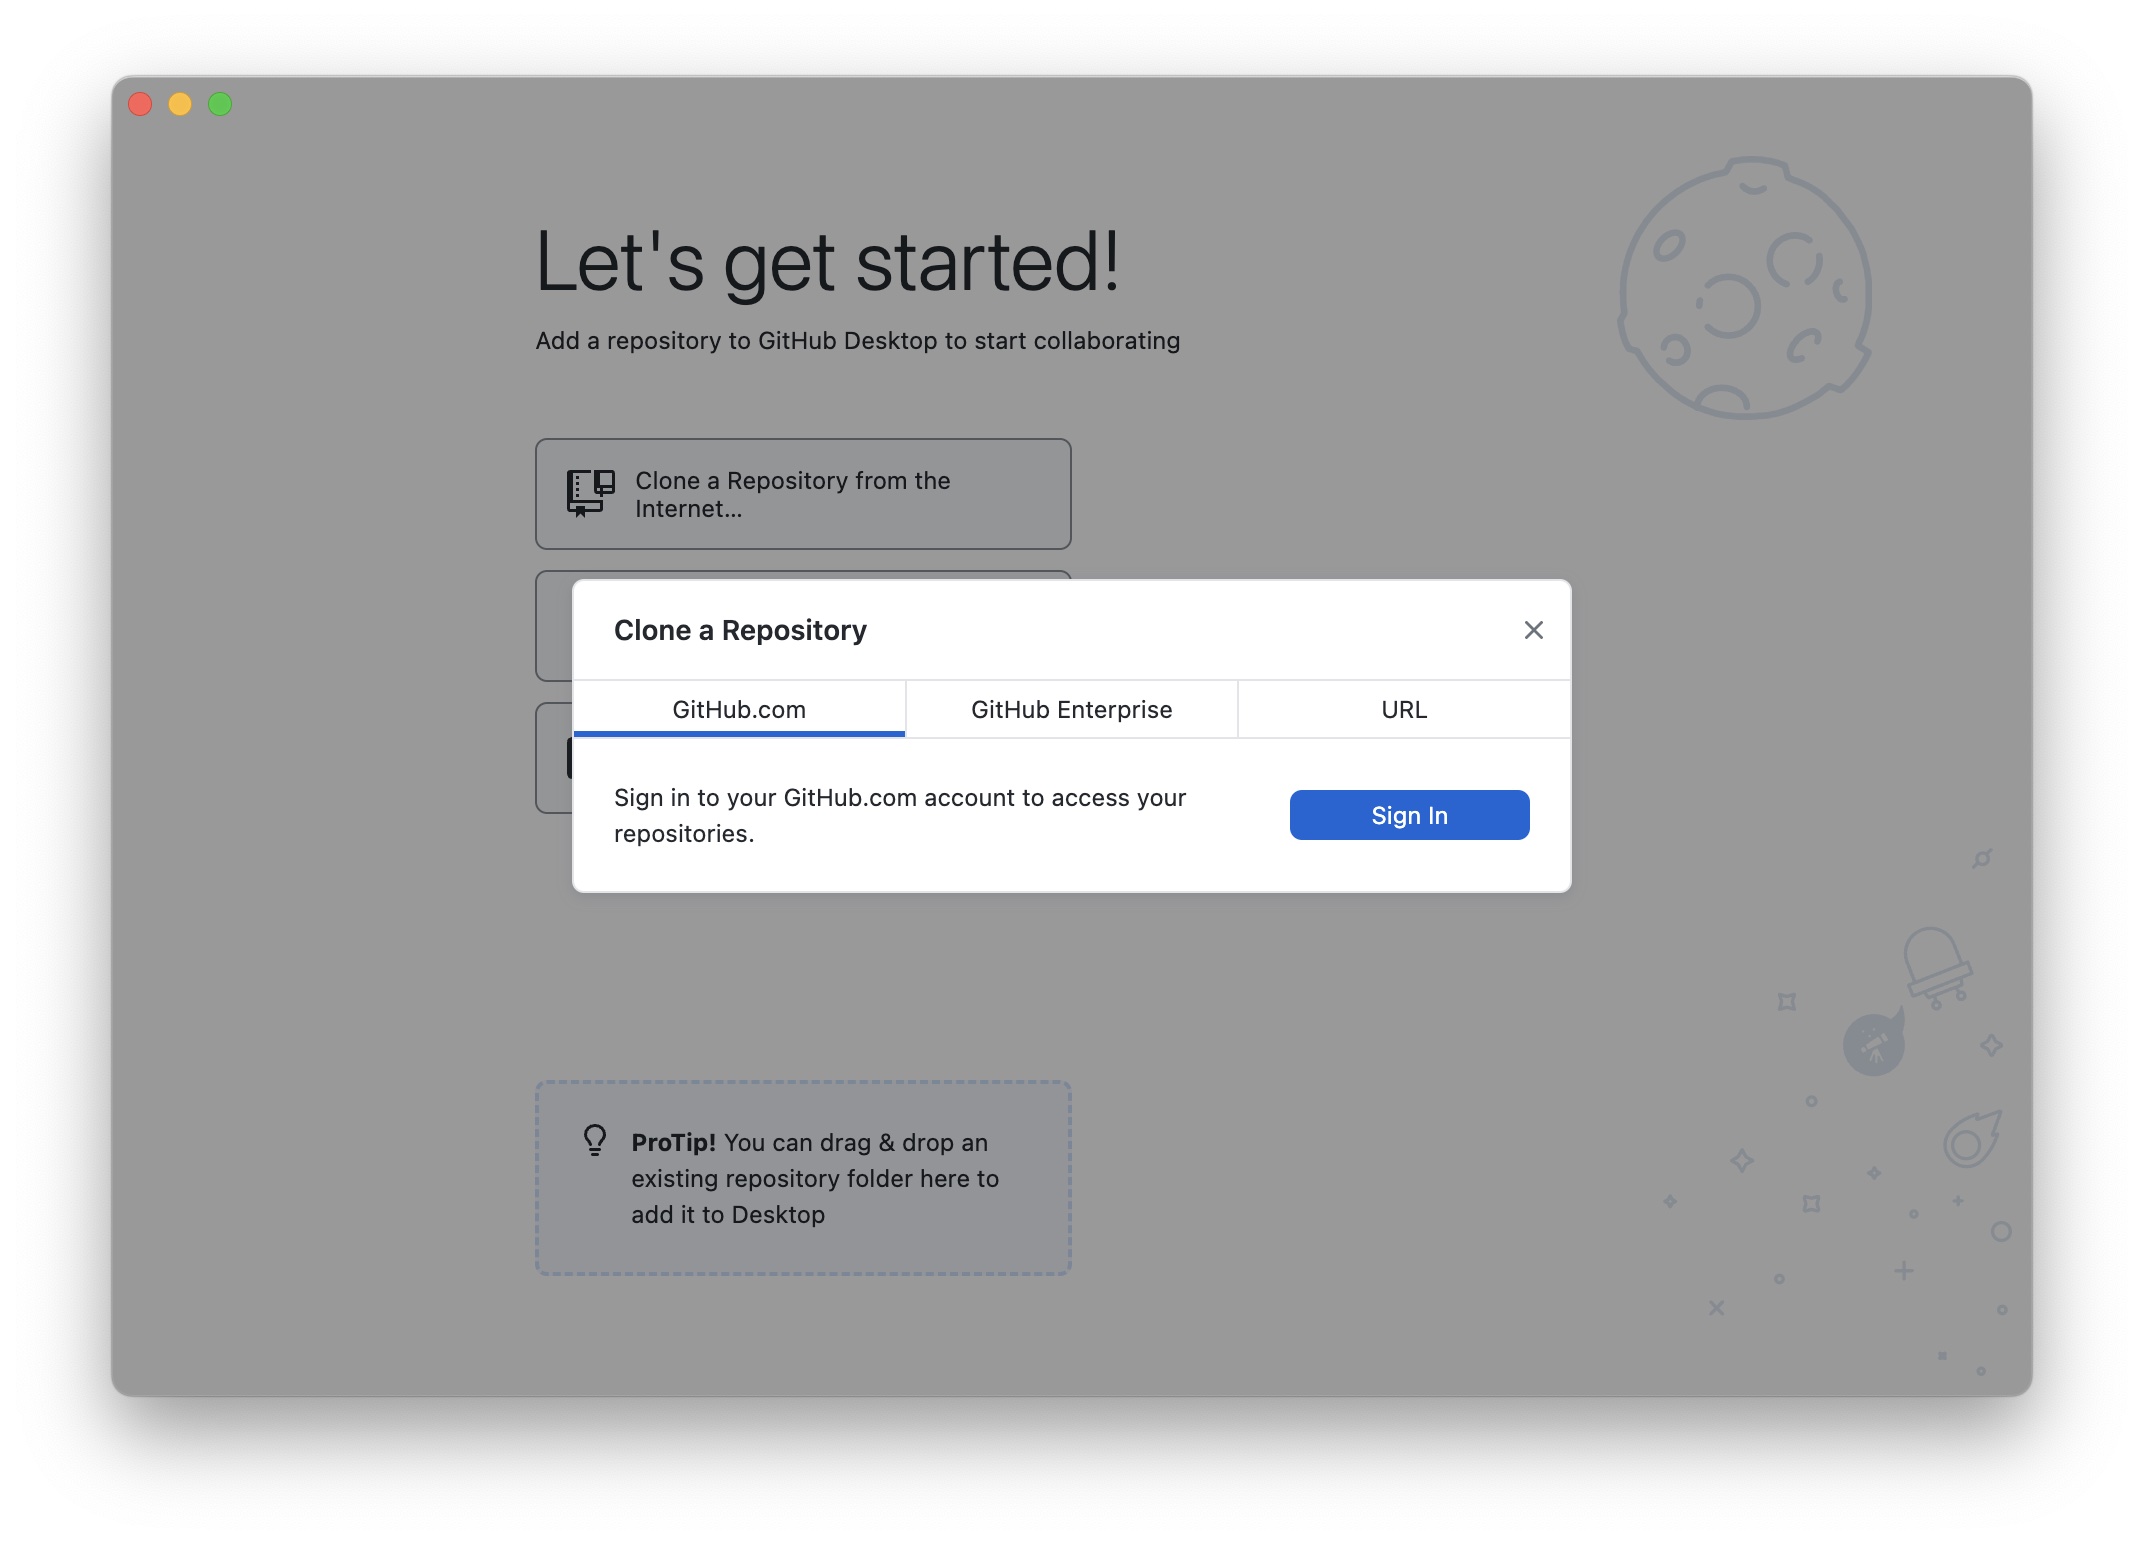 Let's get started!
Add a repository to GitHub Desktop to start collaborating
Clone a Repository from the
Internet...
Clone a Repository
GitHub.com
GitHub Enterprise
URL
Sign in to your GitHub.com account to access your
repositories.
Sign In
ProTip! You can drag & drop an
existing repository folder here to
add it to Desktop